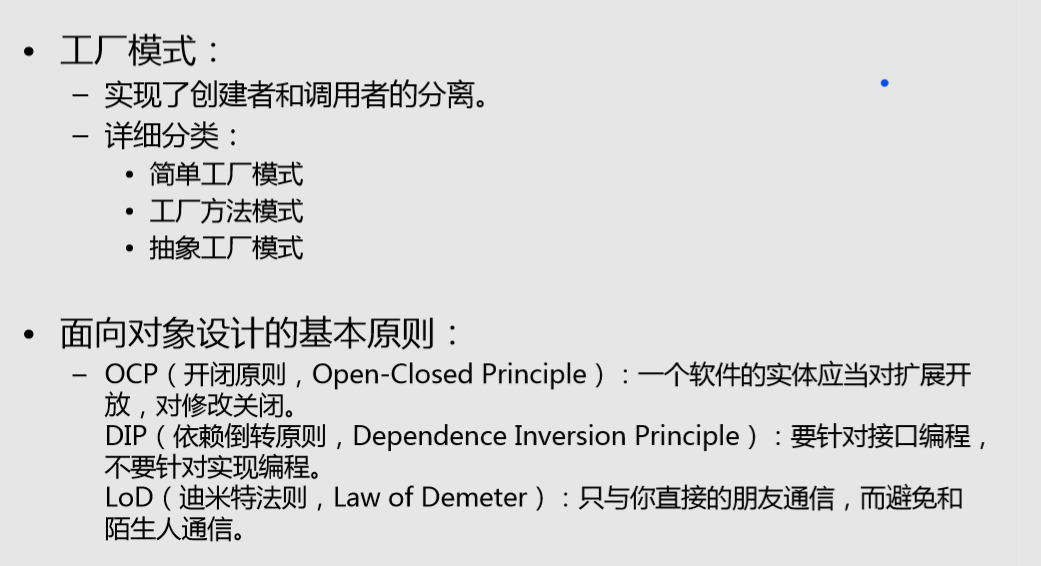 • 工厂模式：
– 实现了创建者和调用者的分离。
– 详细分类：
• 简单工厂模式
• 工厂方法模式
• 抽象工厂模式
• 面向对象设计的基本原则：
– OCP（开闭原则，Open-Closed Principle）：一个软件的实体应当对扩展开
放，对修改关闭。
DIP（依赖倒转原则，Dependence Inversion Principle）：要针对接口编程，
不要针对实现编程。
LoD（迪米特法则，Law of Demeter）：只与你直接的朋友通信，而避免和
陌生人通信。